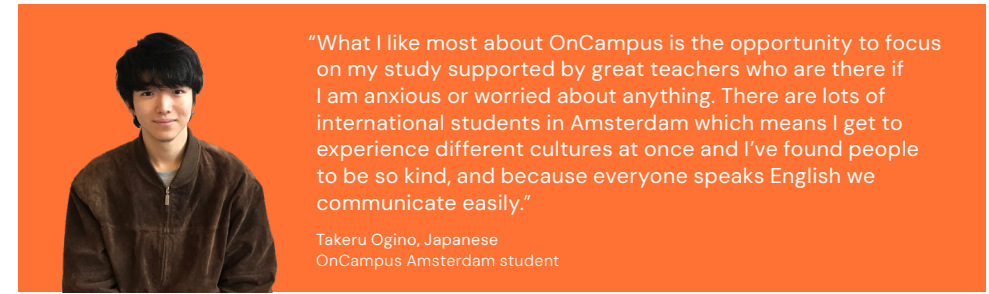 “What I like most about OnCampus is the opportunity to focus
on my study supported by great teachers who are there if
I am anxious or worried about anything. There are lots of
international students in Amsterdam which means I get to
experience different cultures at once and I’ve found people
to be so kind, and because everyone speaks English we
communicate easily.”
Takeru Ogino, Japanese
OnCampus Amsterdam student